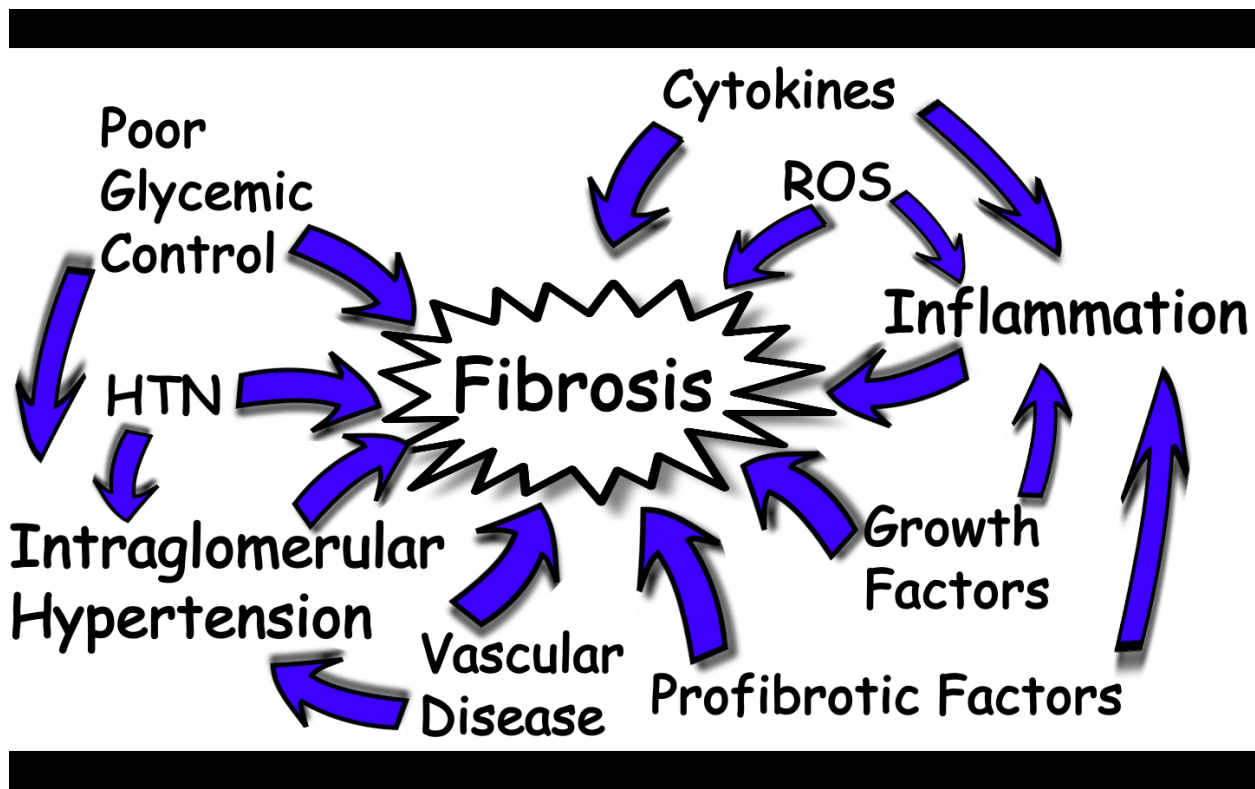 Cytokines
Poor
Glycemic
Control
ROS
Inflammation
Fibrosis
HTN
Intraglomerular
Hypertension
Growth
Factors
Vascular
Disease
Profibrotic Factors